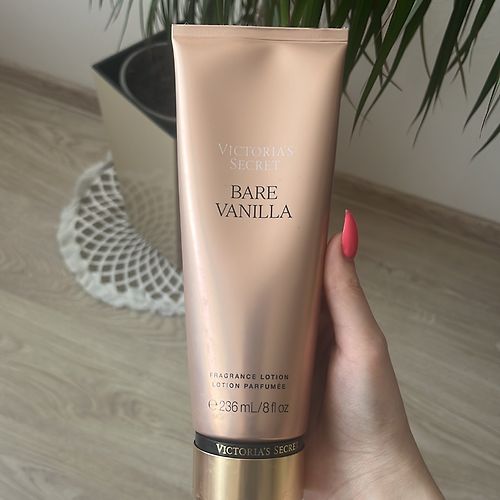 VICTORIA'S
SECRET
BARE
VANILLA
FRAGRANCE LOTION
LOTION PARFUMÉE
℮ 236 mL/8 fl oz
VICTORIA'S SECRET